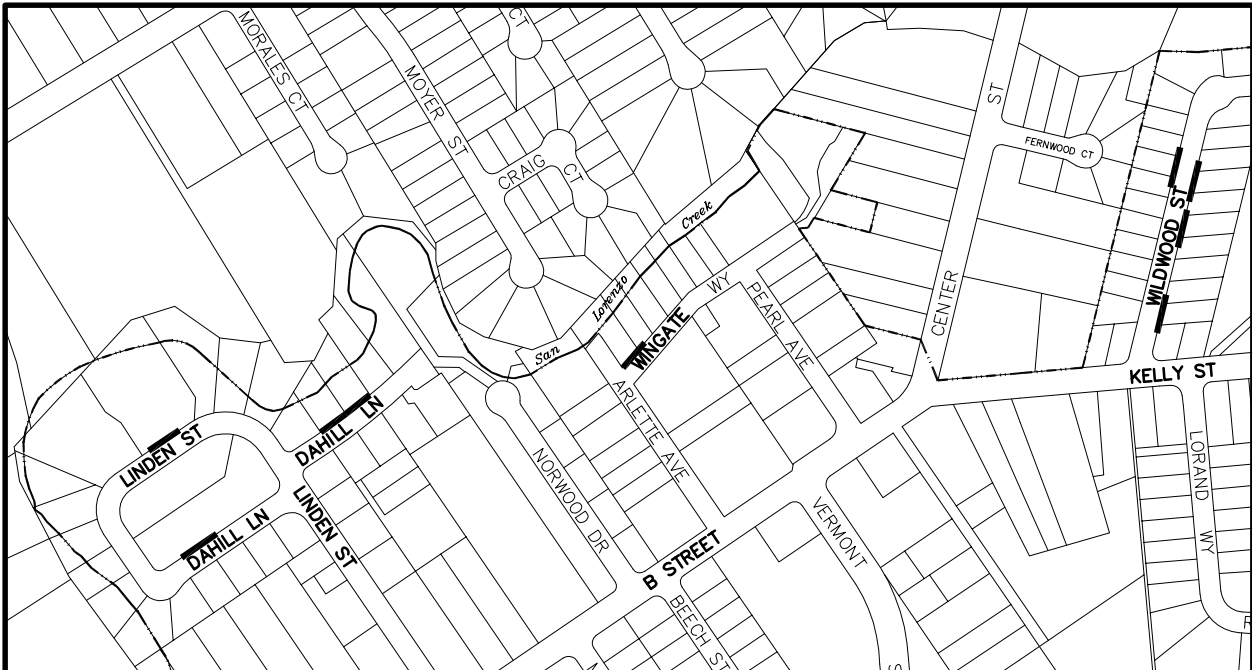 MORALES CT
MOYER ST
CT
CRAIG
CT
ST
FERNWOOD CT
WILDWOOD ST
San Lorenzo Creek
WINGATE WY
PEARL AVE
CENTER
KELLY ST
ARLETTE AVE
LINDEN ST
DAHILL LN
DAHILL LN
LINDEN ST
NORWOOD DR
B STREET
VERMONT
LORAND WY
BEECH ST